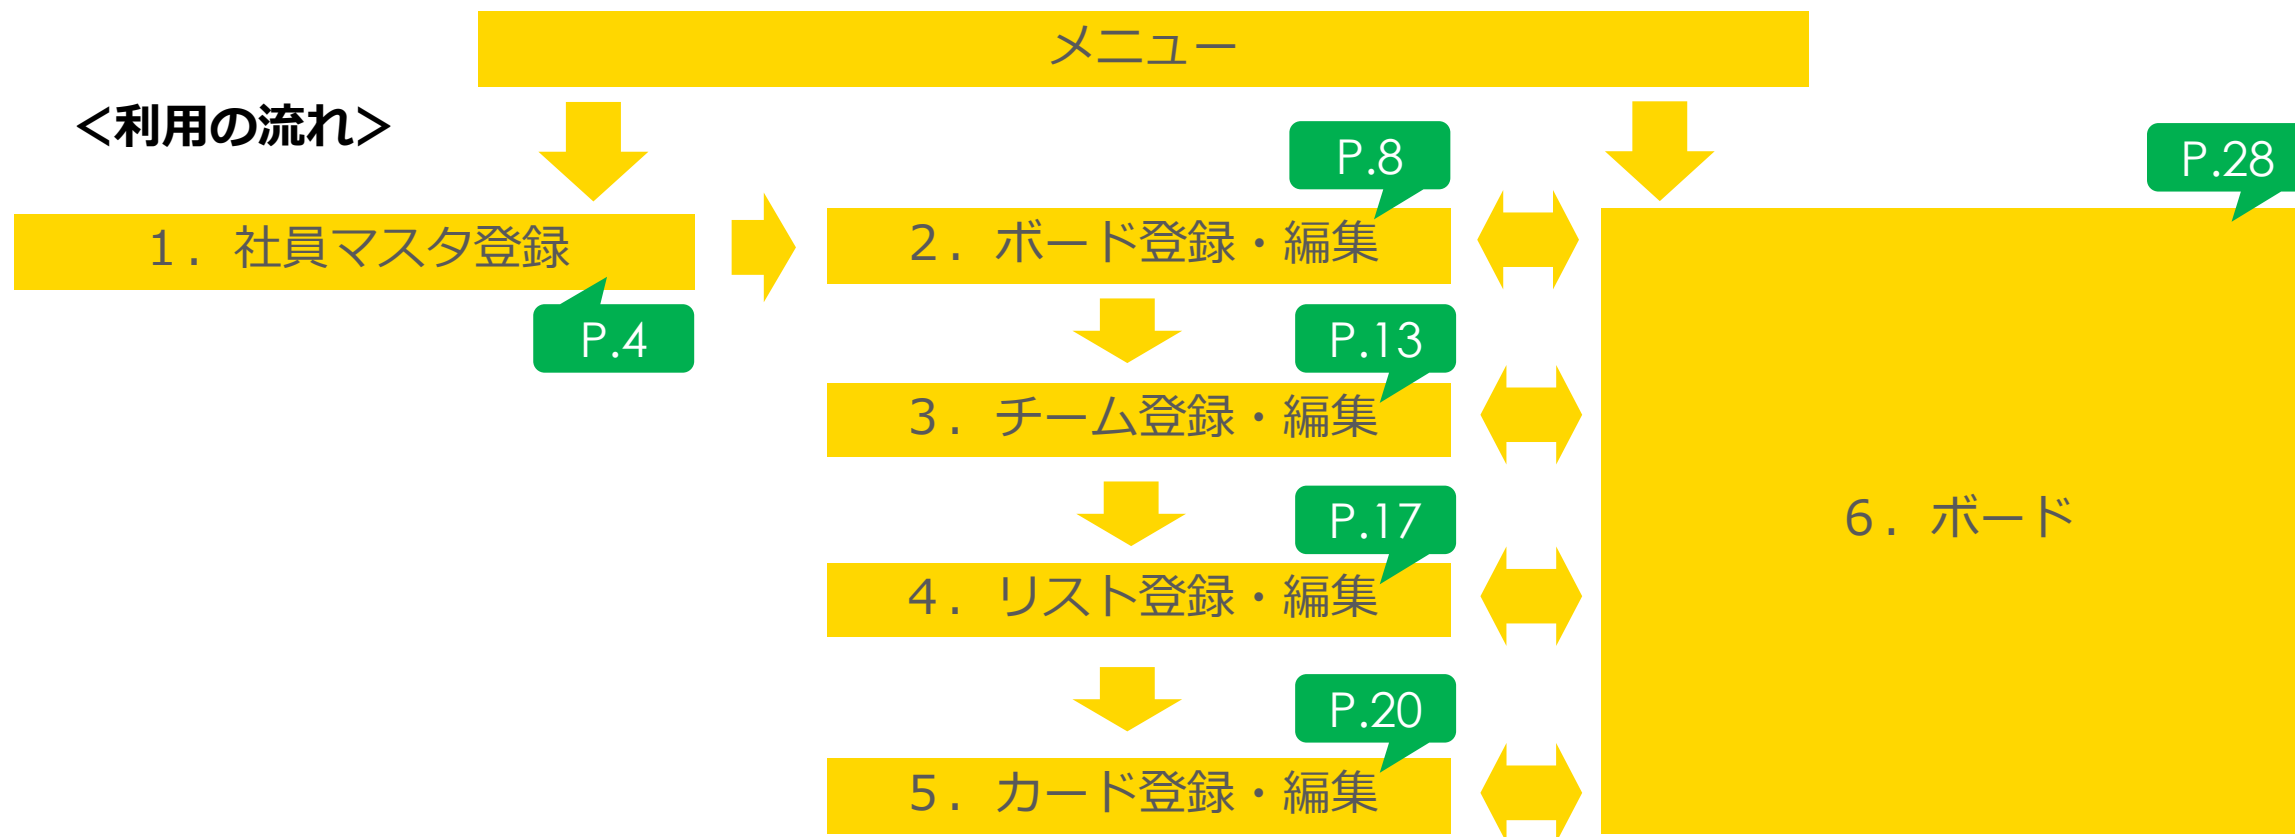 メニュー
＜利用の流れ＞
P.8
P.28
1．社員マスタ登録
2．ボード登録・編集
P.4
P.13
3．チーム登録・編集
P.17
6．ボード
4．リスト登録・編集
P.20
5．カード登録・編集